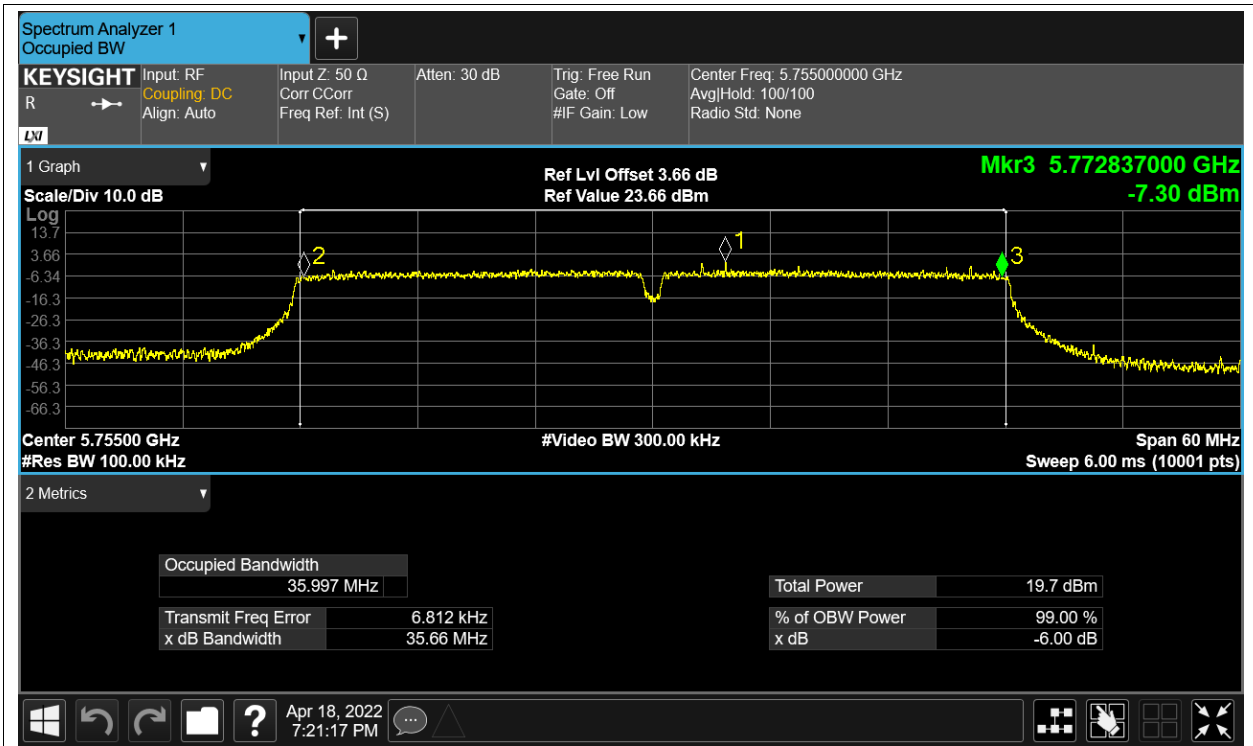 Spectrum Analyzer 1
Occupied BW
KEYSIGHT
R
LXI
Input: RF
Coupling: DC
Align: Auto
Input Z: 50 Ω
Corr CCorr
Freq Ref: Int (S)
Atten: 30 dB
Trig: Free Run
Gate: Off
#IF Gain: Low
Center Freq: 5.755000000 GHz
Avg|Hold: 100/100
Radio Std: None
1 Graph
Scale/Div 10.0 dB
Ref Lvl Offset 3.66 dB
Ref Value 23.66 dBm
Mkr3 5.772837000 GHz
-7.30 dBm
Log
13.7
3.66
-6.34
-16.3
-26.3
-36.3
-46.3
-56.3
-66.3
2
1
3
Center 5.75500 GHz
#Video BW 300.00 kHz
Span 60 MHz
#Res BW 100.00 kHz
Sweep 6.00 ms (10001 pts)
2 Metrics
Occupied Bandwidth
35.997 MHz
Transmit Freq Error 6.812 kHz
x dB Bandwidth 35.66 MHz
Total Power 19.7 dBm
% of OBW Power 99.00 %
x dB -6.00 dB
?
Apr 18, 2022
7:21:17 PM